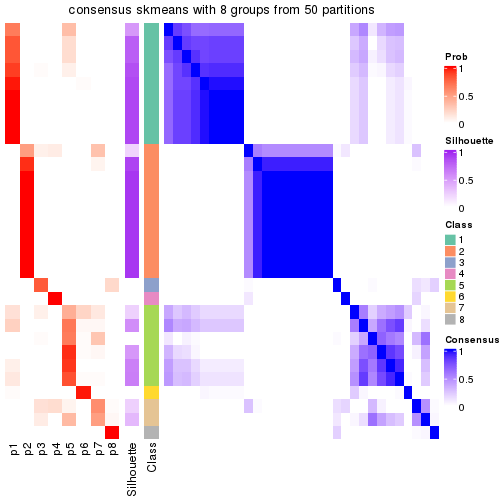 consensus skmeans with 8 groups from 50 partitions
Prob
1
0.5
0
Silhouette
1
0.5
0
Class
1
2
3
4
5
6
7
8
Consensus
1
0.5
0
p1
p2
p3
p4
p5
p6
p7
p8
Silhouette
Class